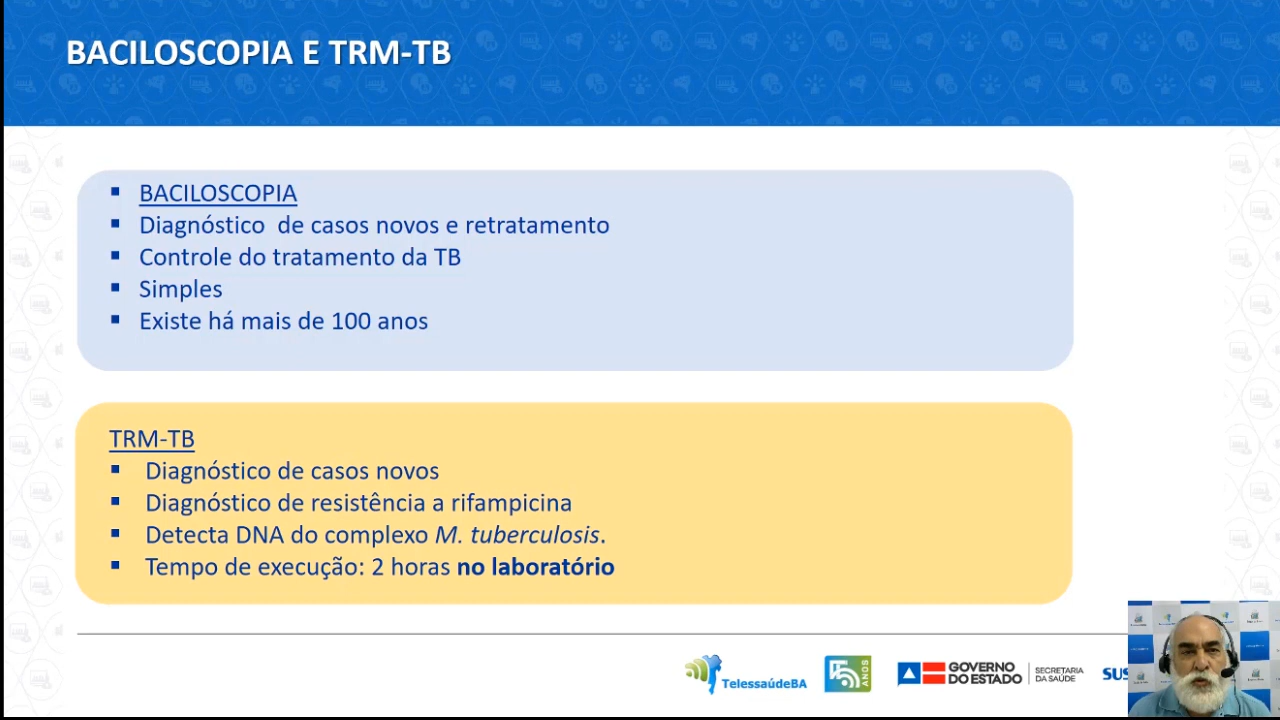 BACILOSCOPIA E TRM-TB
BACILOSCOPIA
Diagnóstico de casos novos e retratamento
Controle do tratamento da TB
Simples
Existe há mais de 100 anos
TRM-TB
Diagnóstico de casos novos
Diagnóstico de resistência a rifampicina
Detecta DNA do complexo M. tuberculosis.
Tempo de execução: 2 horas no laboratório
TelessaúdeBA
15 ANOS
GOVERNO DO ESTADO
SECRETARIA DA SAÚDE
SUS